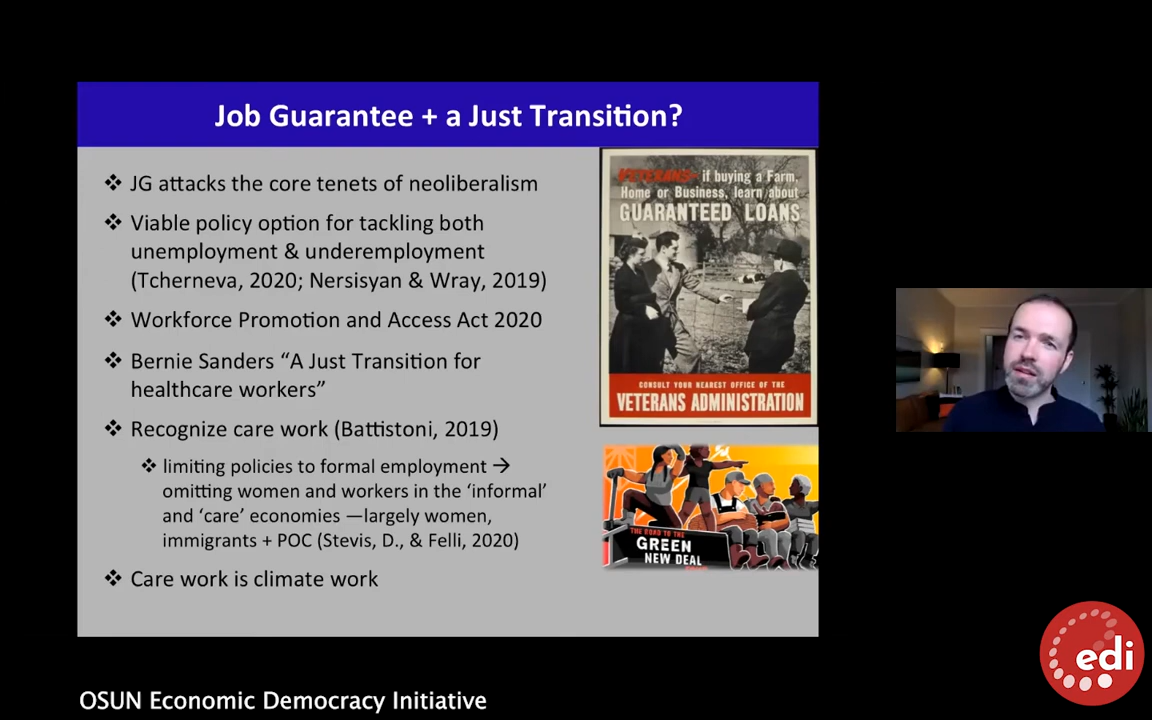 Job Guarantee + a Just Transition?
❖ JG attacks the core tenets of neoliberalism
❖ Viable policy option for tackling both
unemployment & underemployment
(Tcherneva, 2020; Nersisyan & Wray, 2019)
❖ Workforce Promotion and Access Act 2020
❖ Bernie Sanders “A Just Transition for
healthcare workers”
❖ Recognize care work (Battistoni, 2019)
❖ limiting policies to formal employment →
omitting women and workers in the ‘informal’
and ‘care’ economies —largely women,
immigrants + POC (Stevis, D., & Felli, 2020)
❖ Care work is climate work
VETERANS- if buying a Farm,
Home or Business, learn about
GUARANTEED LOANS
CONSULT YOUR NEAREST OFFICE OF THE
VETERANS ADMINISTRATION
THE ROAD TO THE
GREEN
NEW DEAL
edi
OSUN Economic Democracy Initiative